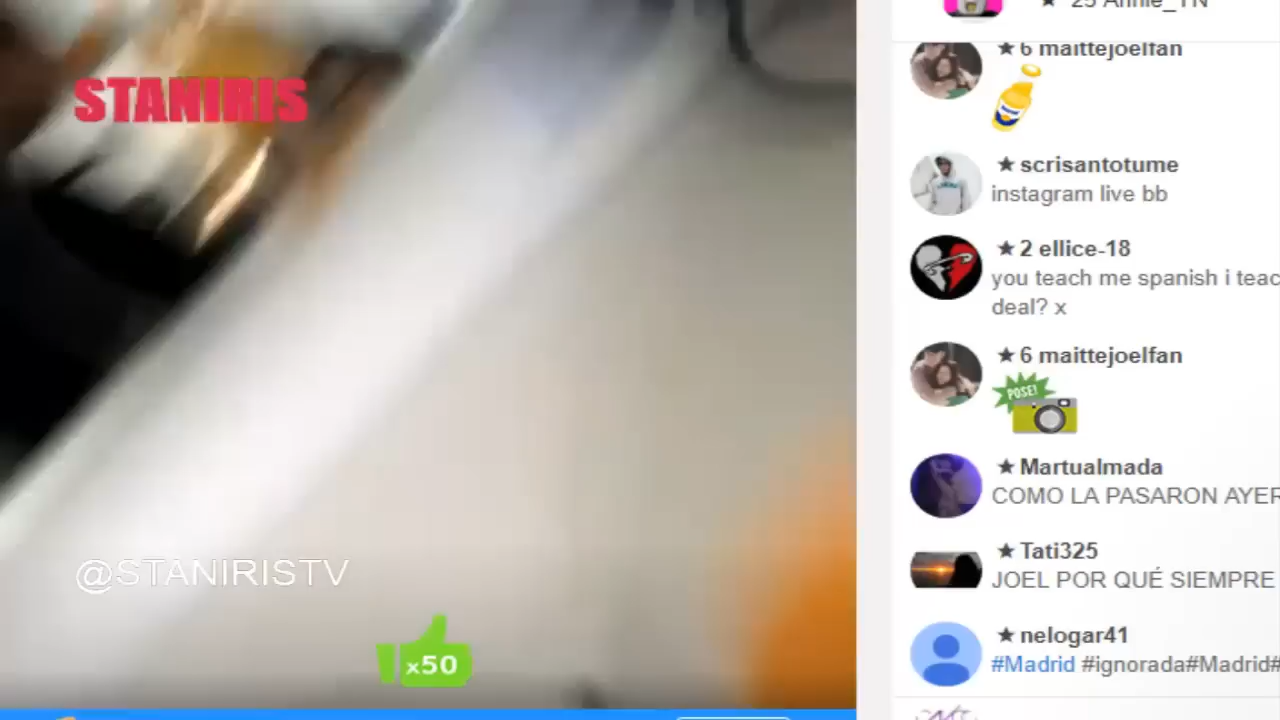 STANIRIS
@STANIRISTV
x50
★ 25 Annie_TN
★ 6 maittejoelfan
★ scrisantotume
instagram live bb
★ 2 ellice-18
you teach me spanish i teac
deal? x
★ 6 maittejoelfan
POSE!
★ Martualmada
COMO LA PASARON AYER
★ Tati325
JOEL POR QUÉ SIEMPRE
★ nelogar41
#Madrid #ignorada#Madrid#